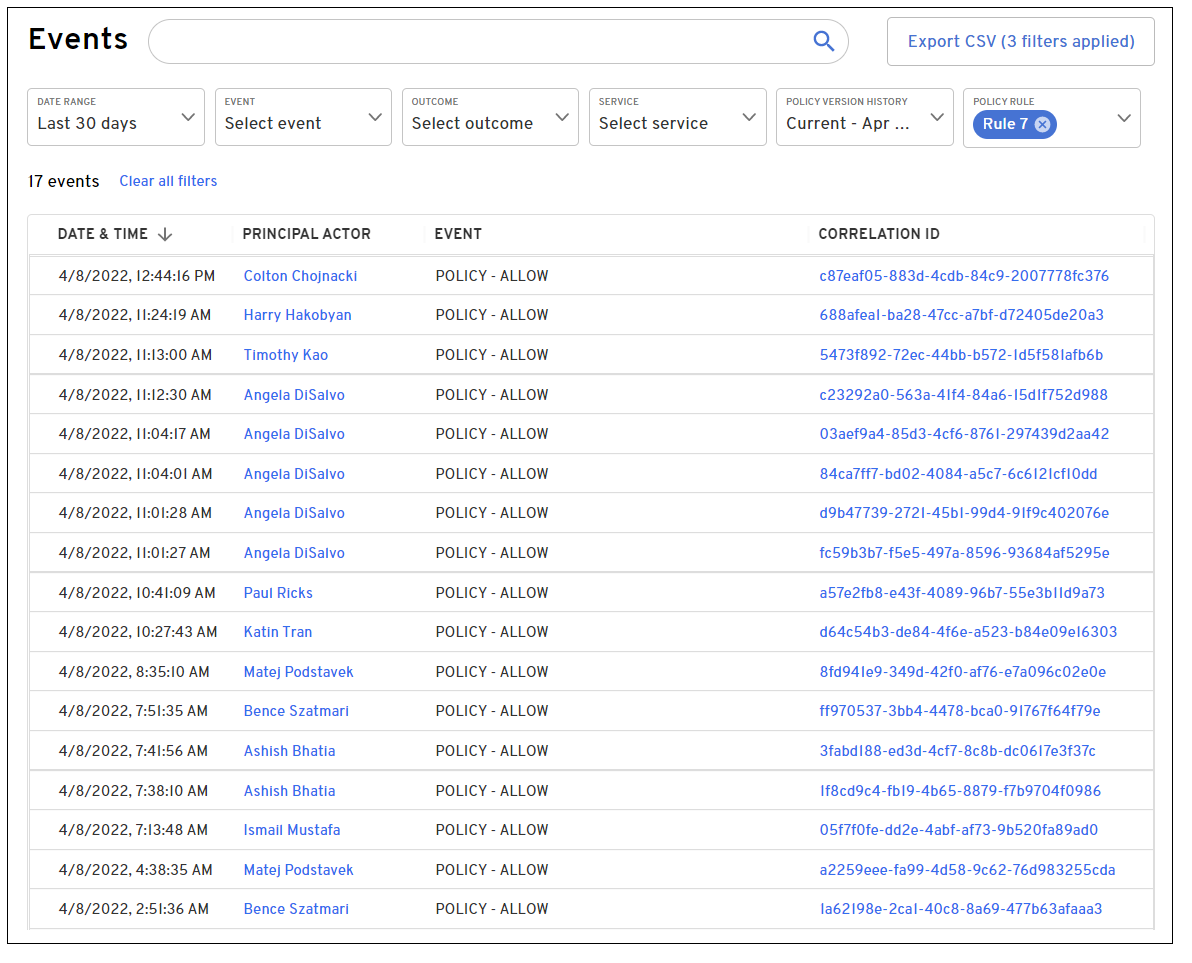 Events
Export CSV (3 filters applied)
DATE RANGE EVENT OUTCOME SERVICE POLICY VERSION HISTORY POLICY RULE
Last 30 days Select event Select outcome Select service Current - Apr ... Rule 7
17 events Clear all filters
DATE & TIME PRINCIPAL ACTOR EVENT CORRELATION ID
4/8/2022, 12:44:16 PM Colton Chojnacki POLICY - ALLOW c87eaf05-883d-4cdb-84c9-2007778fc376
4/8/2022, 11:24:19 AM Harry Hakobyan POLICY - ALLOW 688afea1-ba28-47cc-a7bf-d72405de20a3
4/8/2022, 11:13:00 AM Timothy Kao POLICY - ALLOW 5473f892-72ec-44bb-b572-1d5f581afb6b
4/8/2022, 11:12:30 AM Angela DiSalvo POLICY - ALLOW c23292a0-563a-41f4-84a6-15d1f752d988
4/8/2022, 11:04:17 AM Angela DiSalvo POLICY - ALLOW 03aef9a4-85d3-4cf6-8761-297439d2aa42
4/8/2022, 11:04:01 AM Angela DiSalvo POLICY - ALLOW 84ca7ff7-bd02-4084-a5c7-6c6121cf10dd
4/8/2022, 11:01:28 AM Angela DiSalvo POLICY - ALLOW d9b47739-2721-45b1-99d4-91f9c402076e
4/8/2022, 11:01:27 AM Angela DiSalvo POLICY - ALLOW fc59b3b7-f5e5-497a-8596-93684af5295e
4/8/2022, 10:41:09 AM Paul Ricks POLICY - ALLOW a57e2fb8-e43f-4089-96b7-55e3b11d9a73
4/8/2022, 10:27:43 AM Katin Tran POLICY - ALLOW d64c54b3-de84-4f6e-a523-b84e09e16303
4/8/2022, 8:35:10 AM Matej Podstavek POLICY - ALLOW 8fd941e9-349d-42f0-af76-e7a096c02e0e
4/8/2022, 7:51:35 AM Bence Szatmari POLICY - ALLOW ff970537-3bb4-4478-bca0-91767f64f79e
4/8/2022, 7:41:56 AM Ashish Bhatia POLICY - ALLOW 3fabd188-ed3d-4cf7-8c8b-dc0617e3f37c
4/8/2022, 7:38:10 AM Ashish Bhatia POLICY - ALLOW 1f8cd9c4-fb19-4b65-8879-f7b9704f0986
4/8/2022, 7:13:48 AM Ismail Mustafa POLICY - ALLOW 05f7f0fe-dd2e-4abf-af73-9b520fa89ad0
4/8/2022, 4:38:35 AM Matej Podstavek POLICY - ALLOW a2259eee-fa99-4d58-9c62-76d983255cda
4/8/2022, 2:51:36 AM Bence Szatmari POLICY - ALLOW 1a62198e-2ca1-40c8-8a69-477b63afaaa3